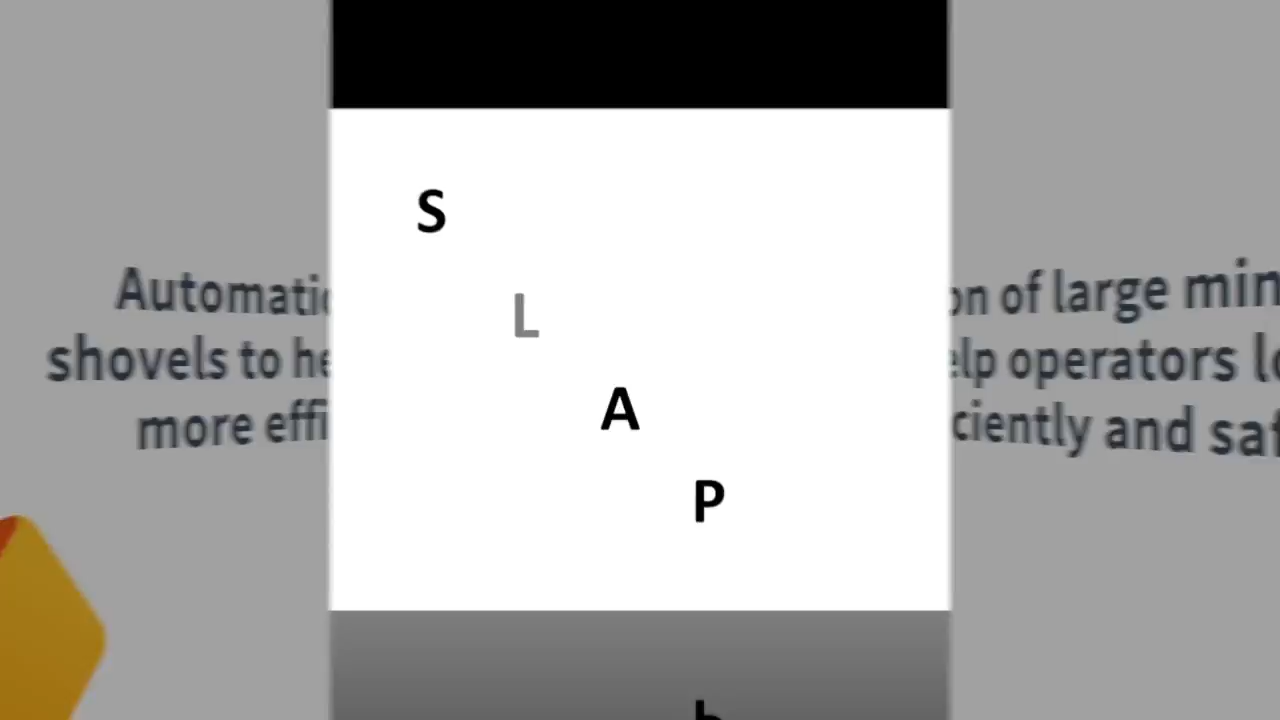 S
L
A
P
Automatic
on of large min
shovels to he
elp operators lo
more effi
ciently and saf